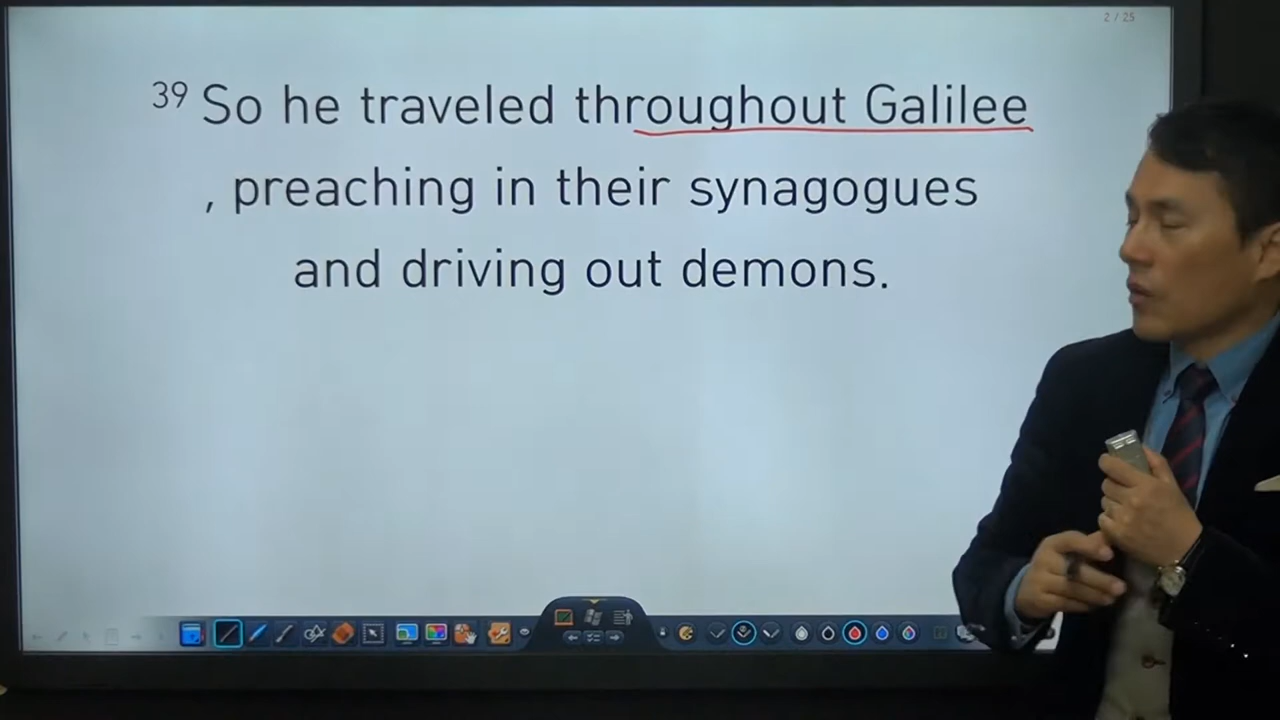 2 / 25
39 So he traveled throughout Galilee
, preaching in their synagogues
and driving out demons.